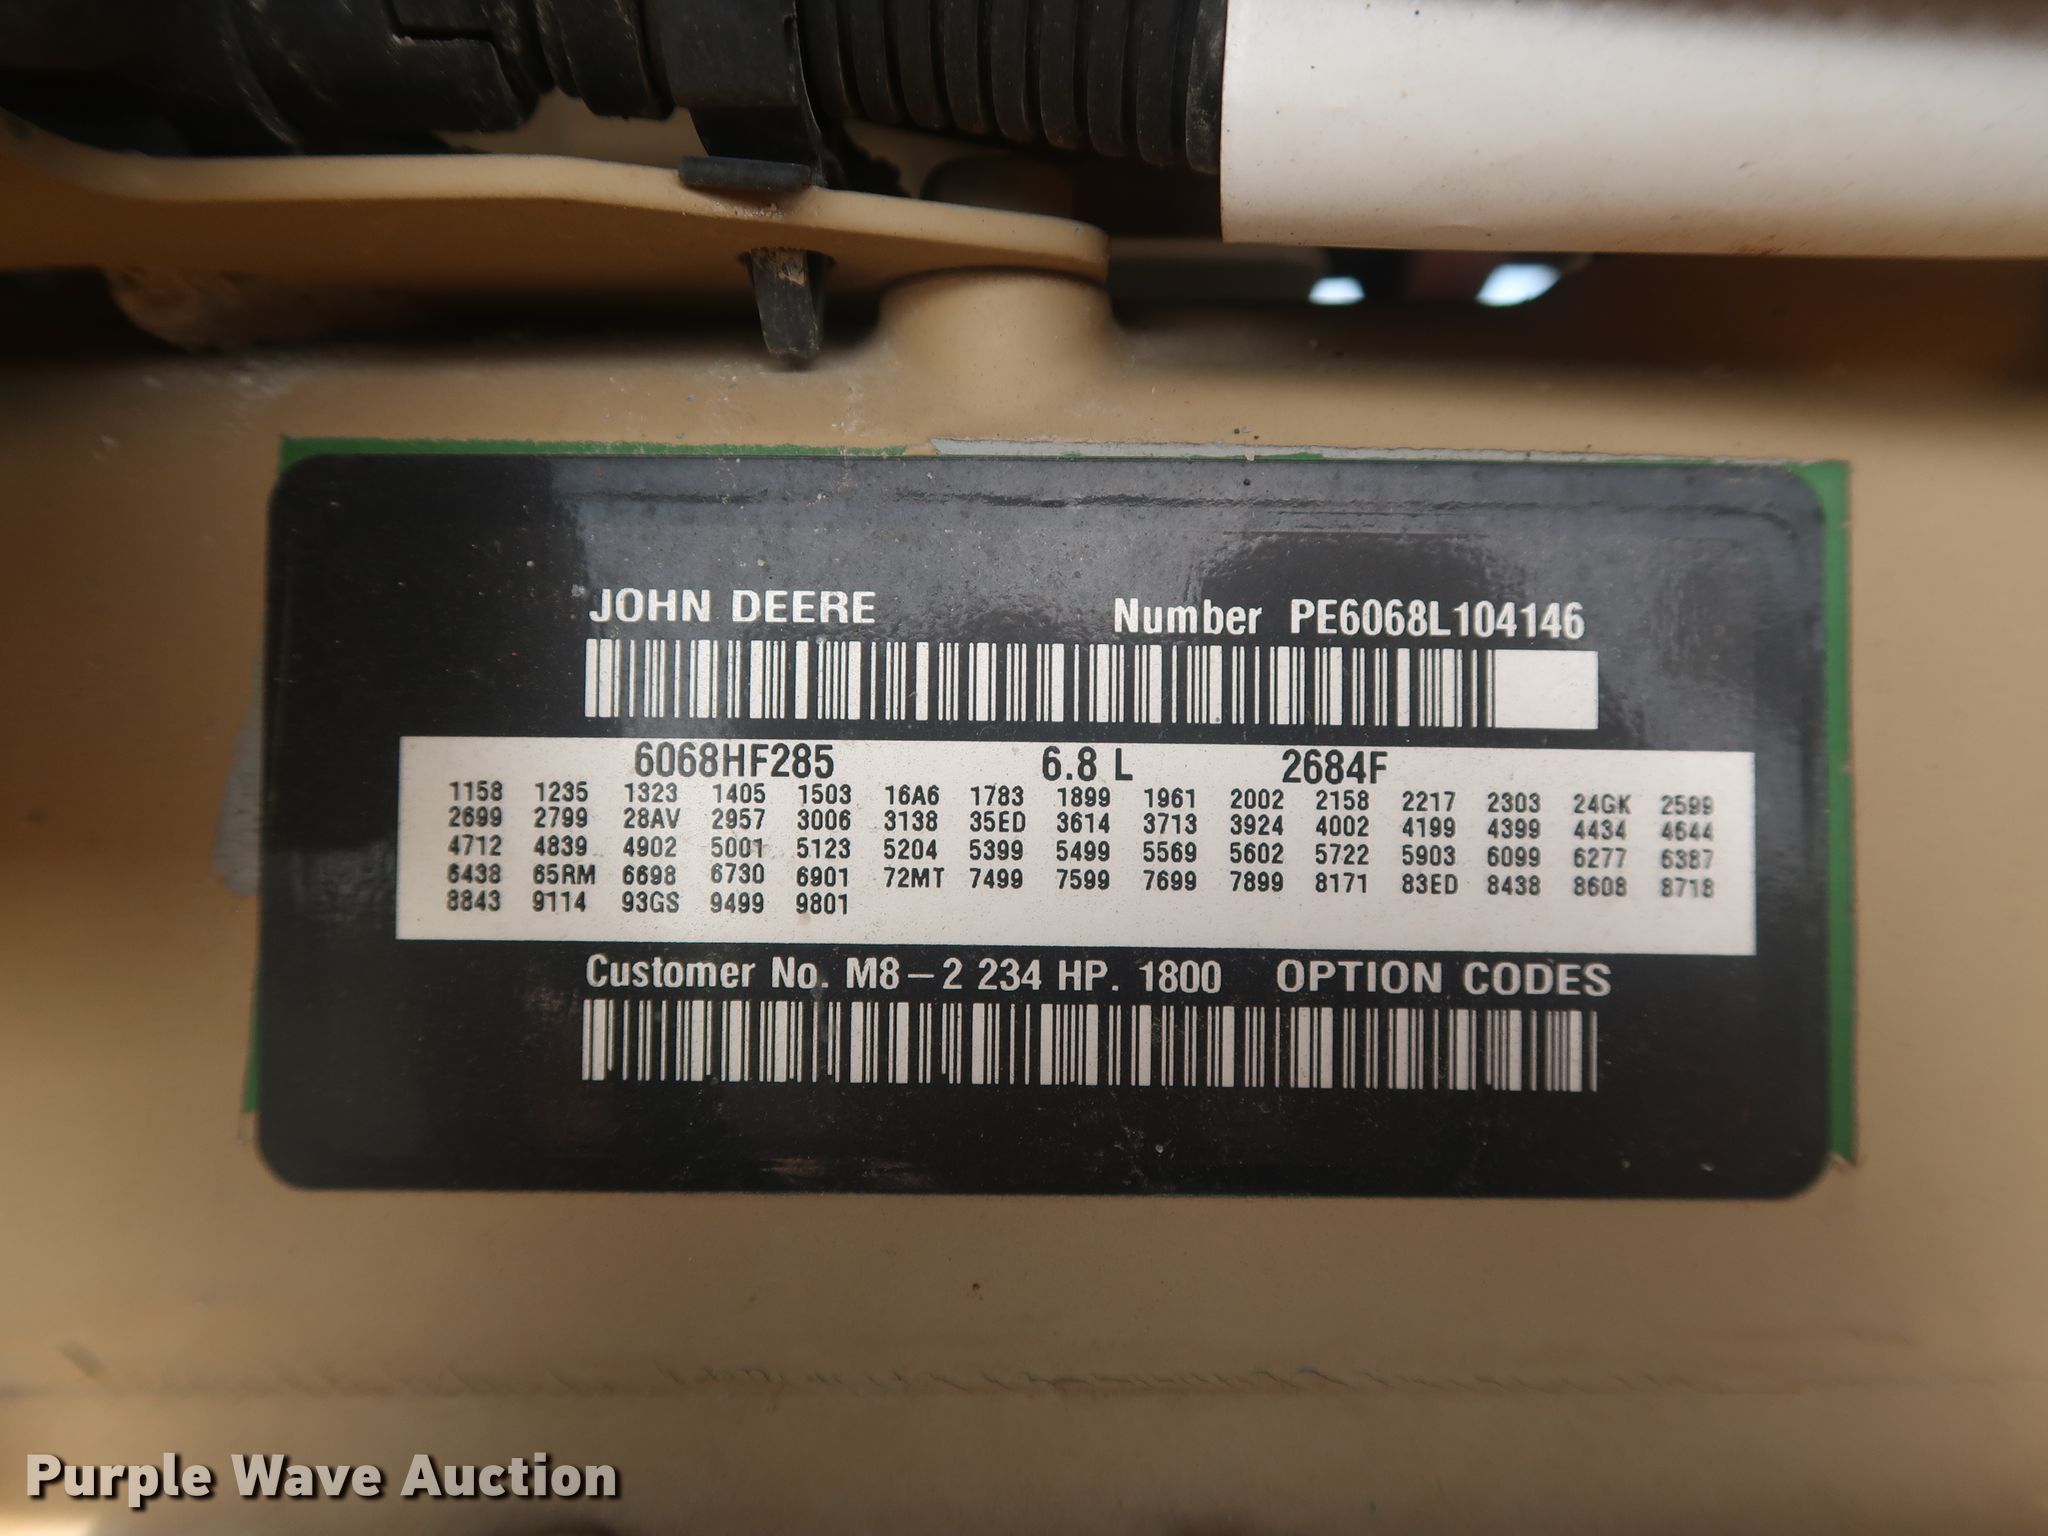 JOHN DEERE Number PE6068L104146
6068HF285 6.8 L 2684F
1158 1235 1323 1405 1503 16A6 1783 1899 1961 2002 2158 2217 2303 24GK 2599
2699 2799 28AV 2957 3006 3138 35ED 3614 3713 3924 4002 4199 4399 4434 4644
4712 4839 4902 5001 5123 5204 5399 5499 5569 5602 5722 5903 6099 6277 6387
6438 65RM 6698 6730 6901 72MT 7499 7599 7699 7899 8171 83ED 8438 8608 8718
8843 9114 93GS 9499 9801
Customer No. M8-2 234 HP. 1800 OPTION CODES
Purple Wave Auction